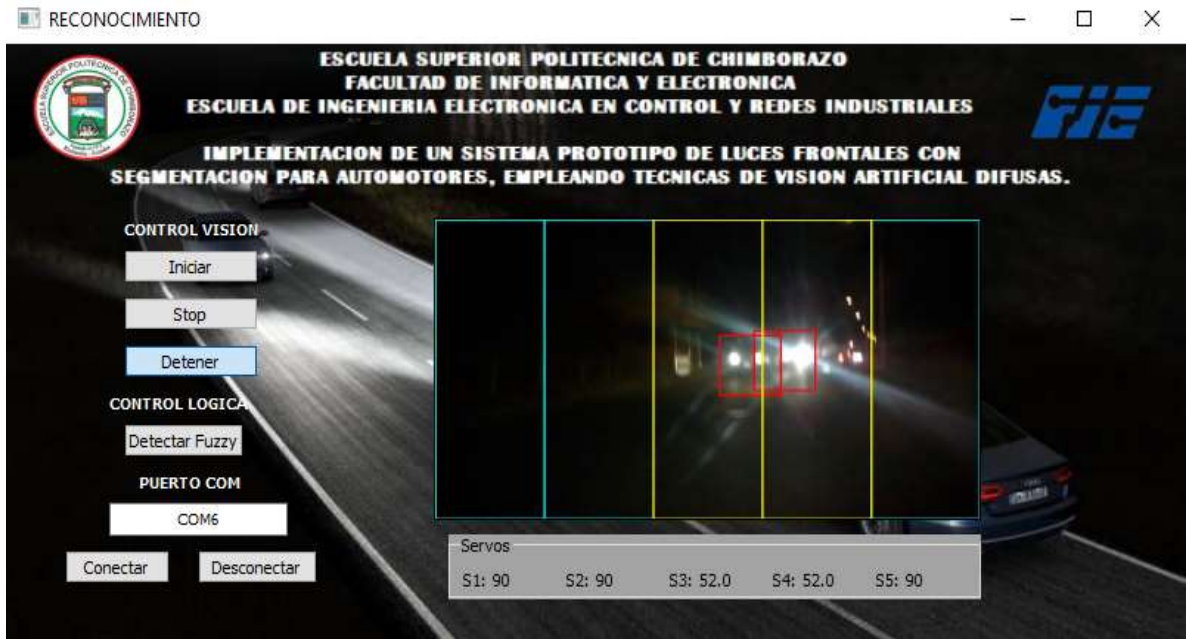 RECONOCIMIENTO
ESCUELA SUPERIOR POLITECNICA DE CHIMBORAZO
FACULTAD DE INFORMATICA Y ELECTRONICA
ESCUELA DE INGENIERIA ELECTRONICA EN CONTROL Y REDES INDUSTRIALES
FIE
IMPLEMENTACION DE UN SISTEMA PROTOTIPO DE LUCES FRONTALES CON
SEGMENTACION PARA AUTOMOTORES, EMPLEANDO TECNICAS DE VISION ARTIFICIAL DIFUSAS.
CONTROL VISION
Iniciar
Stop
Detener
CONTROL LOGICA
Detectar Fuzzy
PUERTO COM
COM6
Conectar Desconectar
Servos
S1: 90 S2: 90 S3: 52.0 S4: 52.0 S5: 90